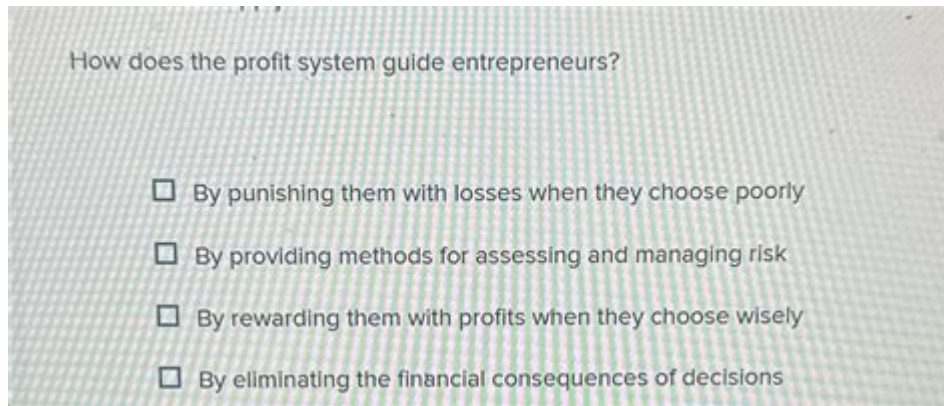 How does the profit system guide entrepreneurs?
By punishing them with losses when they choose poorly
By providing methods for assessing and managing risk
By rewarding them with profits when they choose wisely
By eliminating the financial consequences of decisions